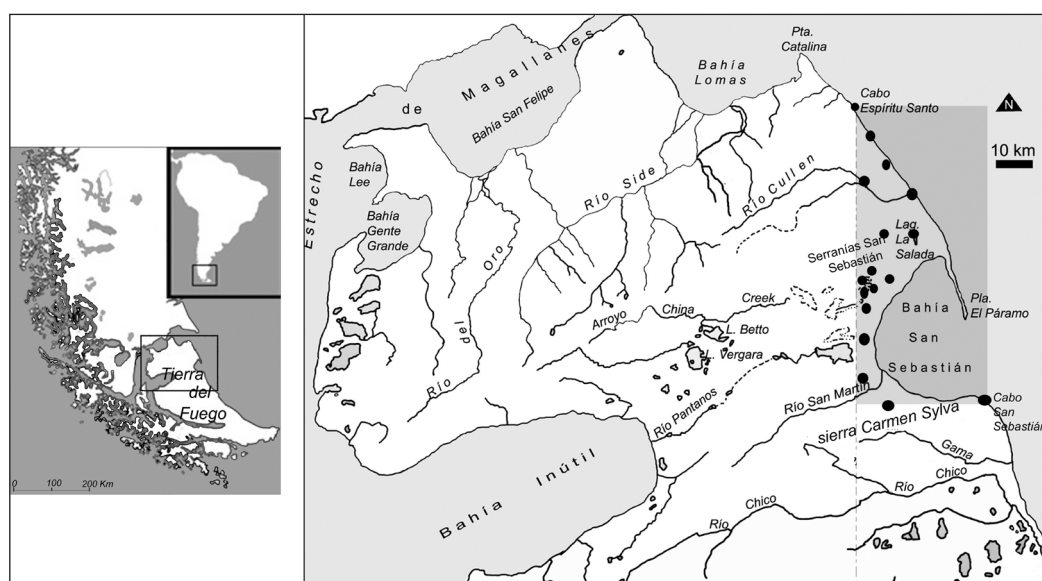 Tierra
del
Fuego
0 100 200 Km
Estrecho
de
Magallanes
Bahía San Felipe
Bahía
Lomas
Pta.
Catalina
Cabo
Espíritu Santo
N
10 km
Bahía
Lee
Bahía
Gente
Grande
Río Side
Río Cullen
Río
del
Oro
Lag.
La
Salada
Serranías San
Sebastián
Arroyo China Creek
L. Betto
L. Vergara
Bahía
San
Sebastián
Pla.
El Páramo
Río Pantanos
Río San Martín
Cabo
San
Sebastián
sierra Carmen Sylva
Gama
Chico
Río
Chico
Río
Bahía Inútil